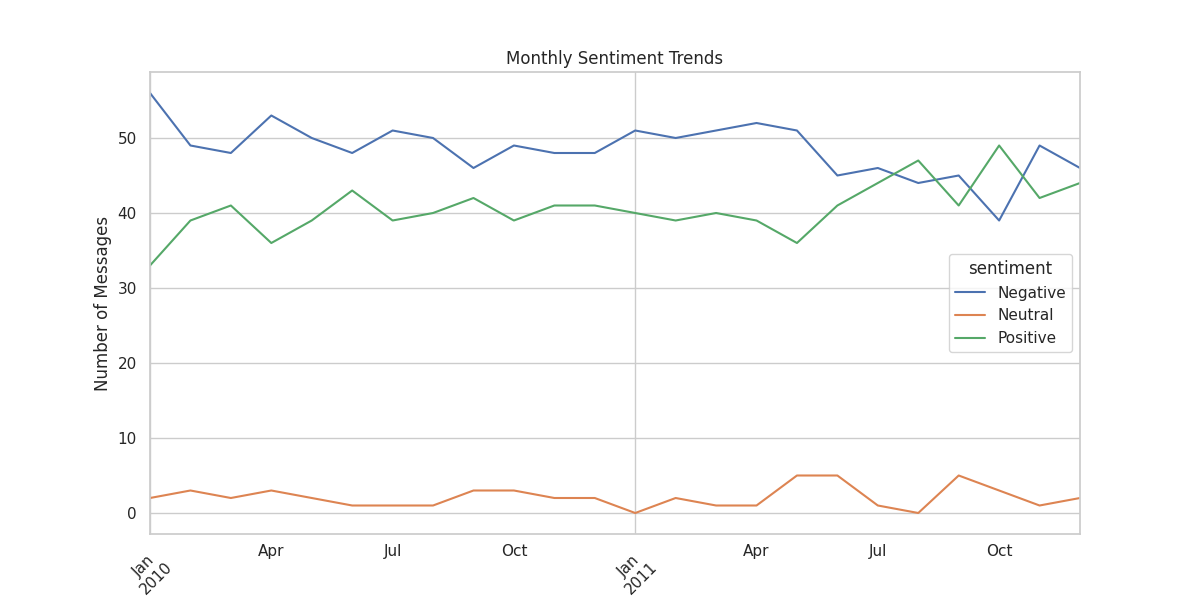 Monthly Sentiment Trends
Number of Messages
50
40
30
20
10
0
sentiment
Negative
Neutral
Positive
Jan
2010
Apr
Jul
Oct
Jan
2011
Apr
Jul
Oct